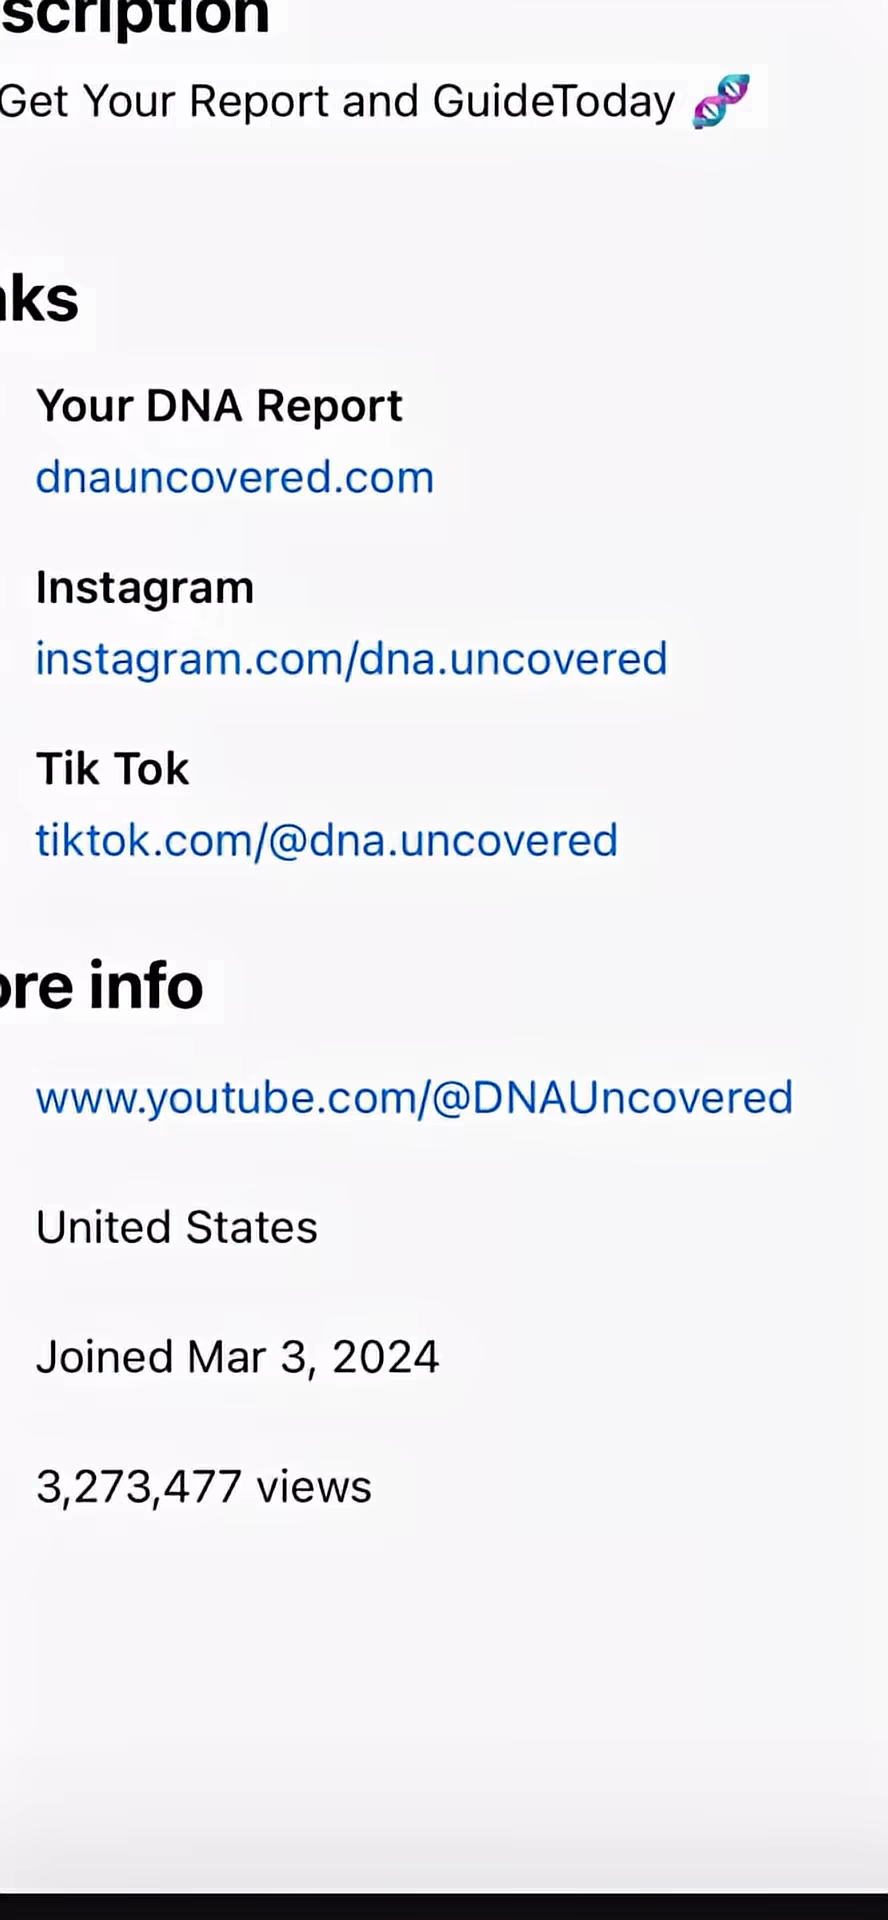 scription
Get Your Report and GuideToday 🧬
nks
Your DNA Report
dnauncovered.com
Instagram
instagram.com/dna.uncovered
Tik Tok
tiktok.com/@dna.uncovered
ore info
www.youtube.com/@DNAUncovered
United States
Joined Mar 3, 2024
3,273,477 views